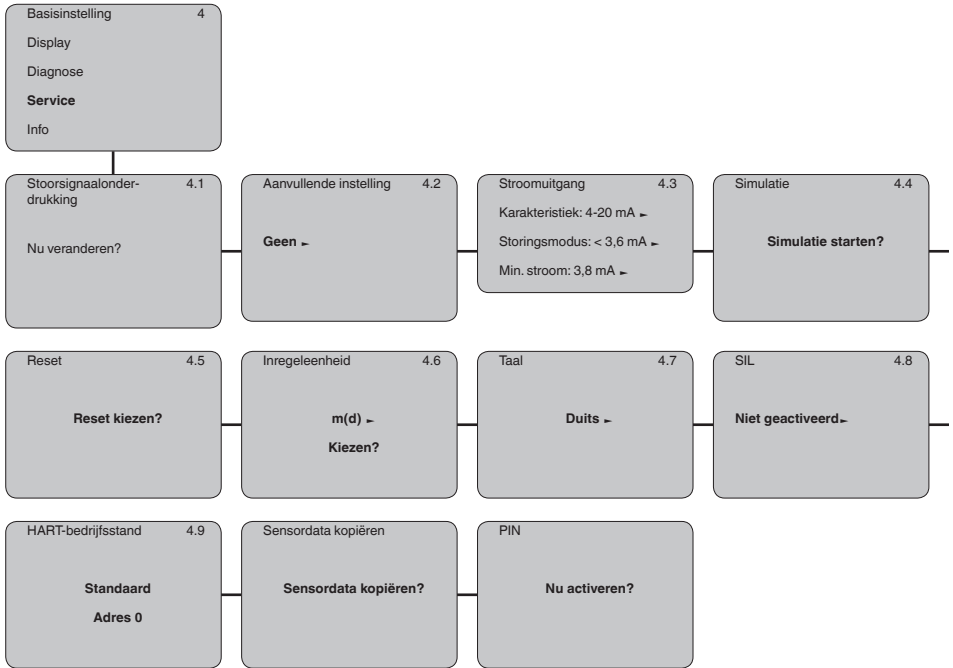 Basisinstelling 4
Display
Diagnose
Service
Info
Stoorsignaalonder- 4.1
drukking
Nu veranderen?
Aanvullende instelling 4.2
Geen ►
Stroomuitgang 4.3
Karakteristiek: 4-20 mA ►
Storingsmodus: < 3,6 mA ►
Min. stroom: 3,8 mA ►
Simulatie 4.4
Simulatie starten?
Reset 4.5
Reset kiezen?
Inregeleenheid 4.6
m(d) ►
Kiezen?
Taal 4.7
Duits ►
SIL 4.8
Niet geactiveerd ►
HART-bedrijfsstand 4.9
Standaard
Adres 0
Sensordata kopiëren
Sensordata kopiëren?
PIN
Nu activeren?